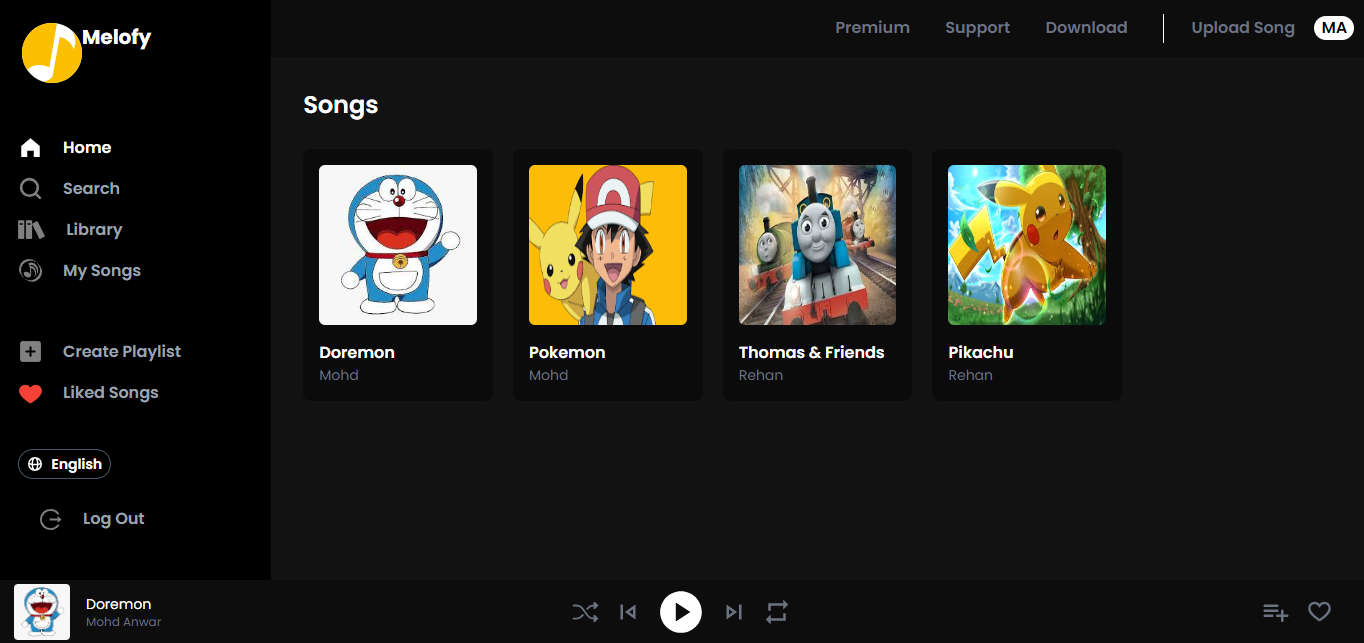 Melofy
Premium
Support
Download
Upload Song
MA
Home
Search
Library
My Songs
Create Playlist
Liked Songs
English
Log Out
Songs
Doremon
Mohd
Pokemon
Mohd
Thomas & Friends
Rehan
Pikachu
Rehan
Doremon
Mohd Anwar